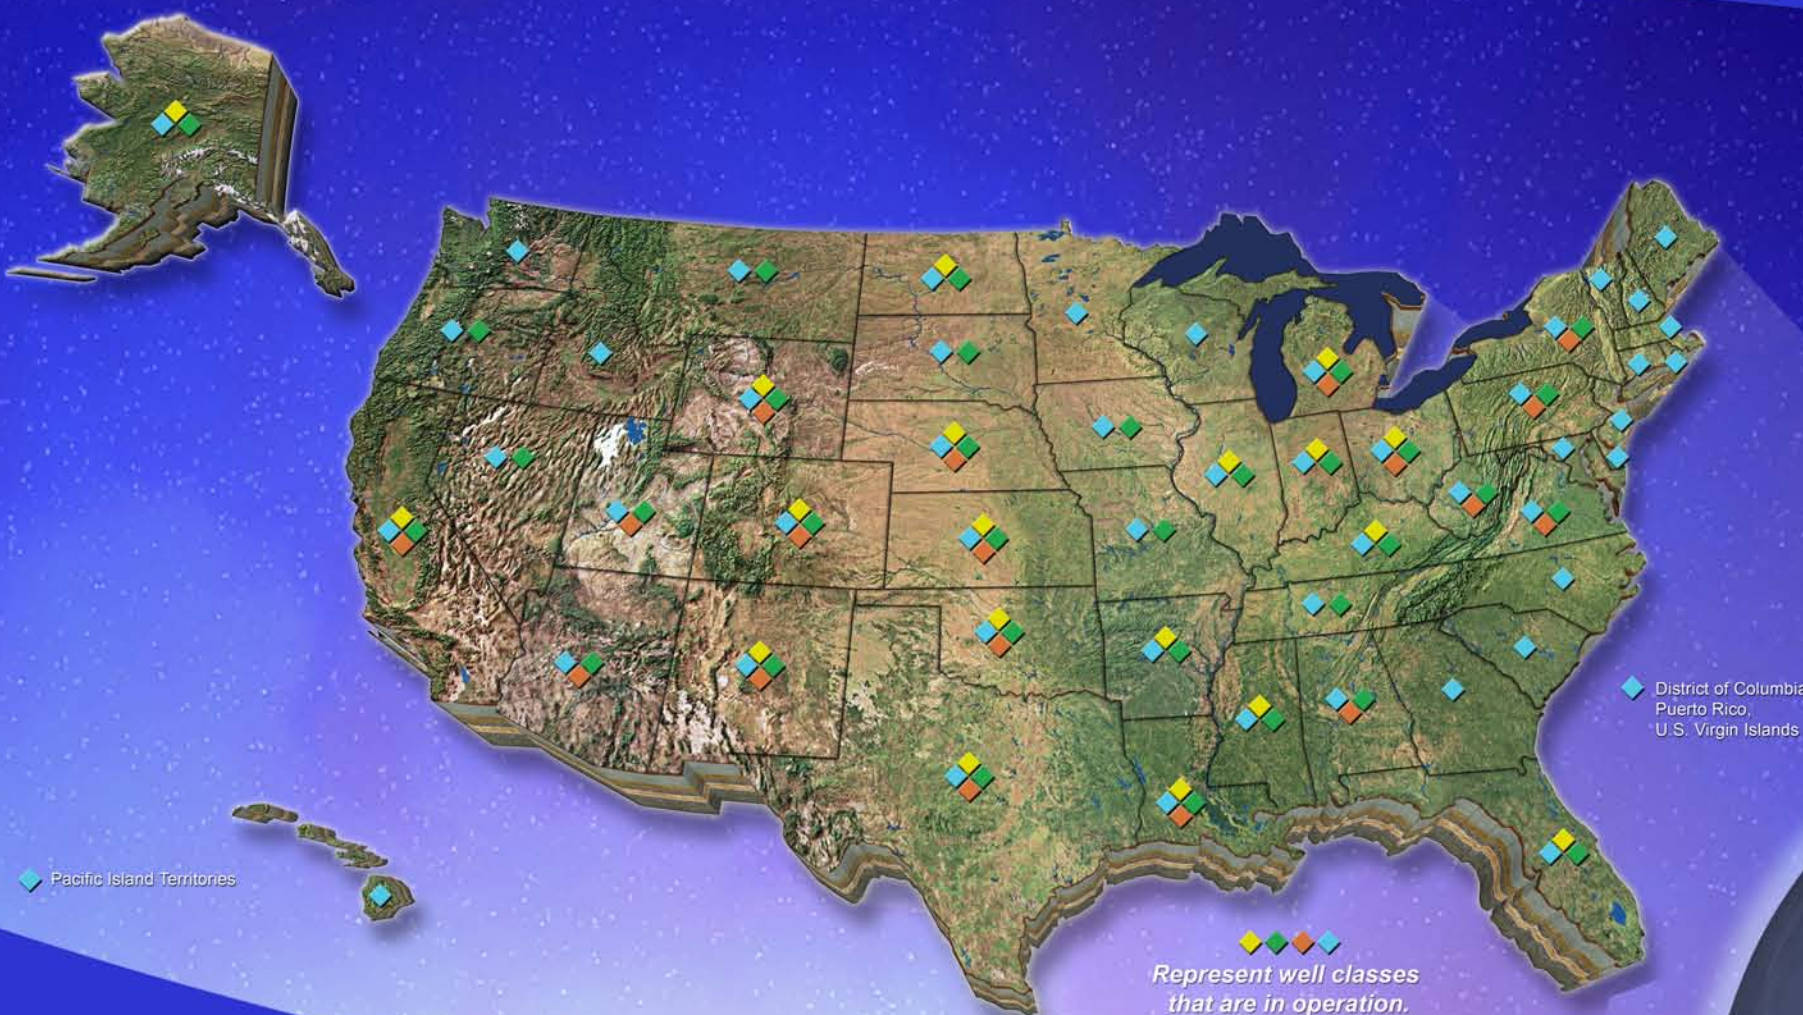 District of Columbia
Puerto Rico,
U.S. Virgin Islands
Pacific Island Territories
Represent well classes
that are in operation.